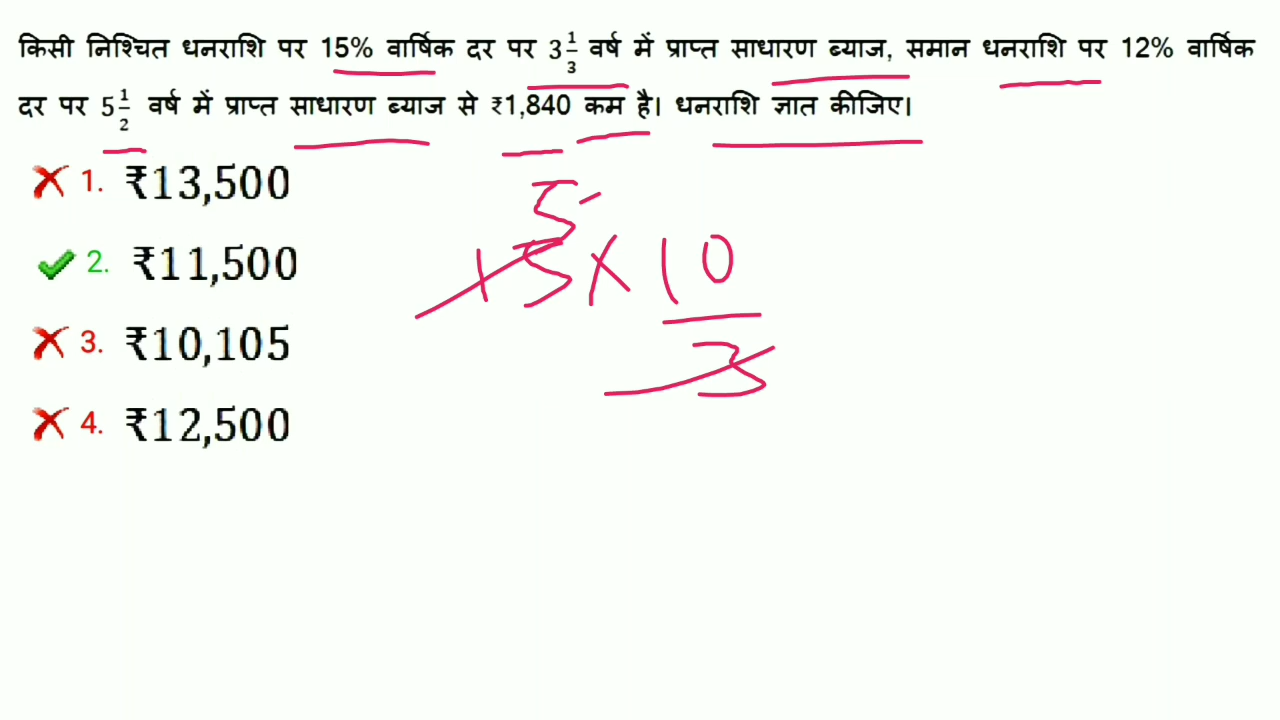 किसी निश्चित धनराशि पर 15% वार्षिक दर पर 3 1/3 वर्ष में प्राप्त साधारण ब्याज, समान धनराशि पर 12% वार्षिक
दर पर 5 1/2 वर्ष में प्राप्त साधारण ब्याज से ₹1,840 कम है। धनराशि ज्ञात कीजिए।
1. ₹13,500
2. ₹11,500
3. ₹10,105
4. ₹12,500
5
15 × 10
3